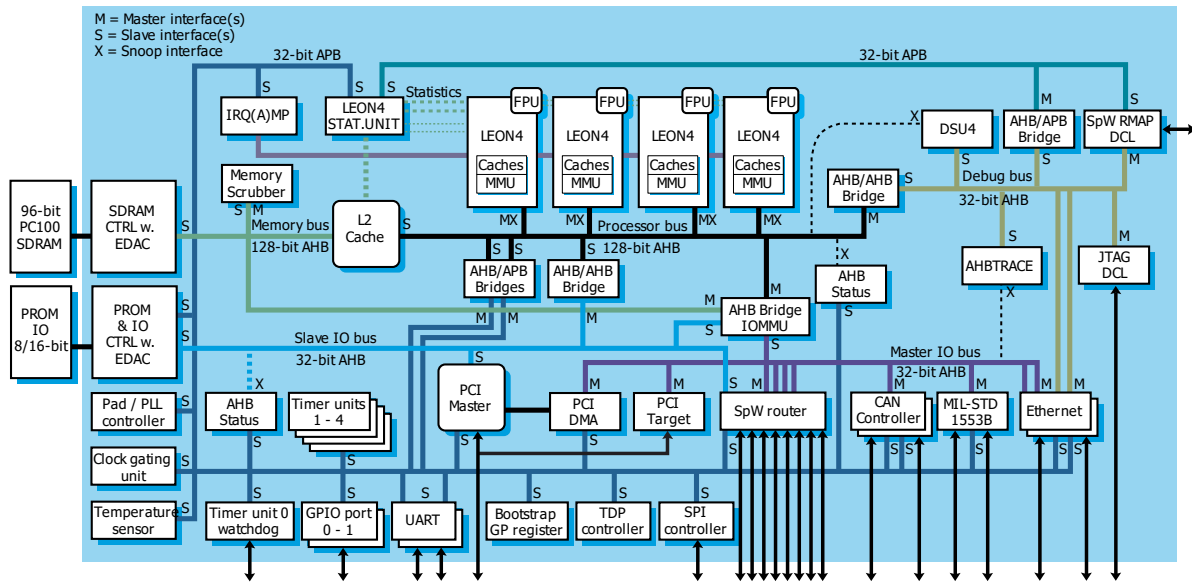 M = Master interface(s)
S = Slave interface(s)
X = Snoop interface
32-bit APB
32-bit APB
S
S
S
M
S
IRQ(A)MP
LEON4
STAT.UNIT
Statistics
FPU
LEON4
Caches
MMU
FPU
LEON4
Caches
MMU
FPU
LEON4
Caches
MMU
FPU
LEON4
Caches
MMU
X
DSU4
AHB/APB
Bridge
SpW RMAP
DCL
S
S
M
Memory
Scrubber
S
M
AHB/AHB
Bridge
S
M
Debug bus
32-bit AHB
96-bit
PC100
SDRAM
SDRAM
CTRL w.
EDAC
S
Memory bus
128-bit AHB
L2
Cache
S
MX
MX
MX
MX
Processor bus
128-bit AHB
S
S
S
AHB/APB
Bridges
AHB/AHB
Bridge
M
M
M
M
M
AHB Bridge
IOMMU
S
S
X
AHB
Status
S
S
AHBTRACE
X
M
JTAG
DCL
PROM
IO
8/16-bit
PROM
& IO
CTRL w.
EDAC
S
S
Slave IO bus
32-bit AHB
Master IO bus
32-bit AHB
X
AHB
Status
S
Timer units
1 - 4
S
S
PCI
Master
S
M
PCI
DMA
S
M
PCI
Target
S
M
SpW router
S
M
CAN
Controller
S
S
M
MIL-STD
1553B
S
M
M
Ethernet
S
S
Pad / PLL
controller
S
Clock gating
unit
S
Temperature
sensor
S
S
Timer unit 0
watchdog
S
GPIO port
0 - 1
S
S
UART
S
Bootstrap
GP register
S
TDP
controller
S
SPI
controller